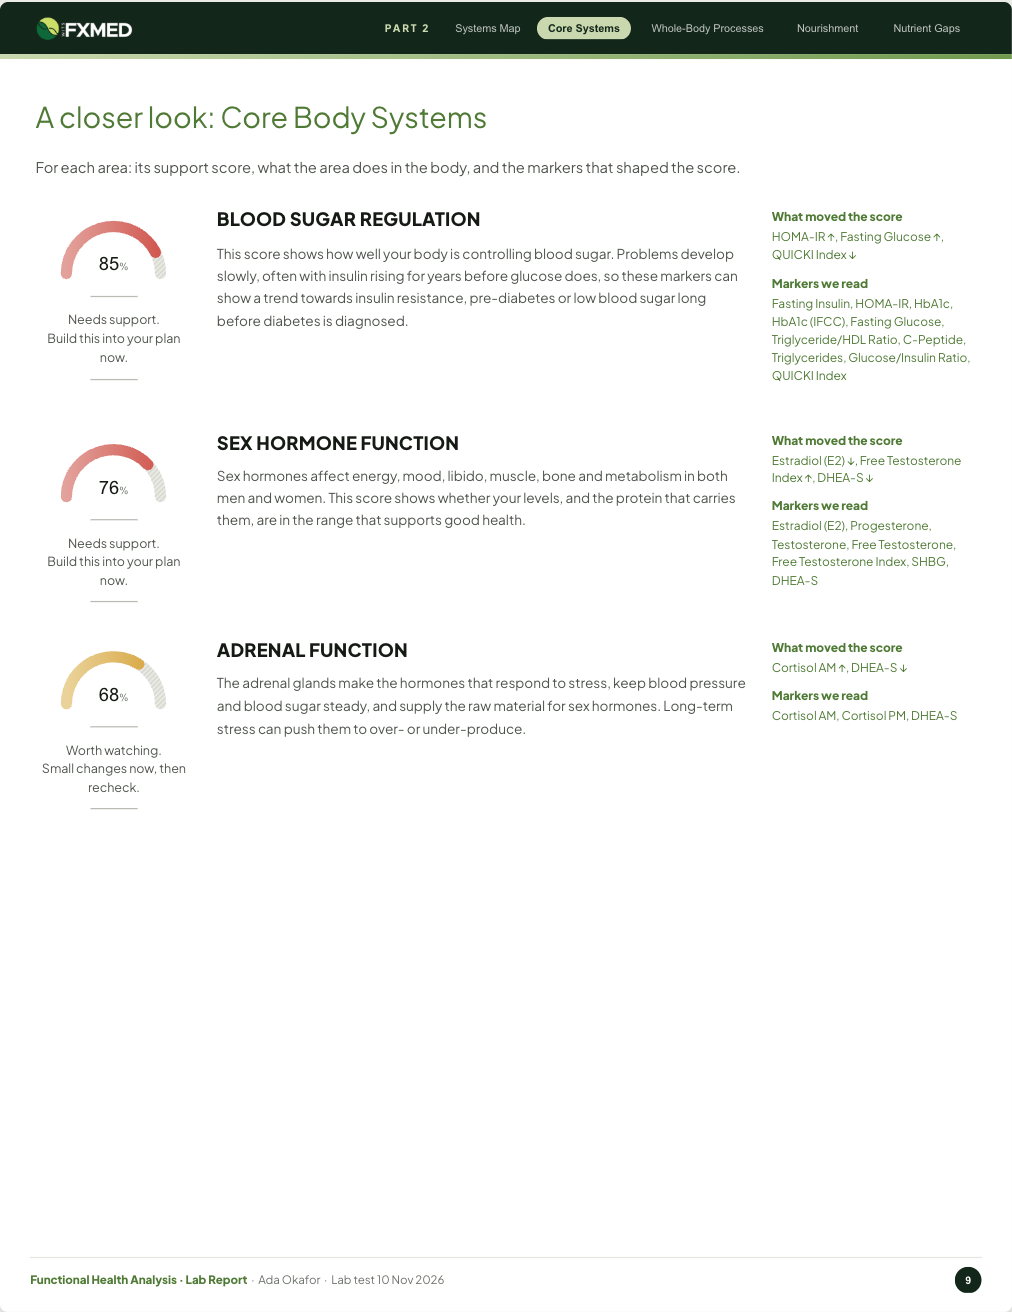 FXMED
PART 2
Systems Map
Core Systems
Whole-Body Processes
Nourishment
Nutrient Gaps
A closer look: Core Body Systems
For each area: its support score, what the area does in the body, and the markers that shaped the score.
85%
Needs support.
Build this into your plan
now.
BLOOD SUGAR REGULATION
This score shows how well your body is controlling blood sugar. Problems develop
slowly, often with insulin rising for years before glucose does, so these markers can
show a trend towards insulin resistance, pre-diabetes or low blood sugar long
before diabetes is diagnosed.
What moved the score
HOMA-IR ↑, Fasting Glucose ↑,
QUICKI Index ↓
Markers we read
Fasting Insulin, HOMA-IR, HbA1c,
HbA1c (IFCC), Fasting Glucose,
Triglyceride/HDL Ratio, C-Peptide,
Triglycerides, Glucose/Insulin Ratio,
QUICKI Index
76%
Needs support.
Build this into your plan
now.
SEX HORMONE FUNCTION
Sex hormones affect energy, mood, libido, muscle, bone and metabolism in both
men and women. This score shows whether your levels, and the protein that carries
them, are in the range that supports good health.
What moved the score
Estradiol (E2) ↓, Free Testosterone
Index ↑, DHEA-S ↓
Markers we read
Estradiol (E2), Progesterone,
Testosterone, Free Testosterone,
Free Testosterone Index, SHBG,
DHEA-S
68%
Worth watching.
Small changes now, then
recheck.
ADRENAL FUNCTION
The adrenal glands make the hormones that respond to stress, keep blood pressure
and blood sugar steady, and supply the raw material for sex hormones. Long-term
stress can push them to over- or under-produce.
What moved the score
Cortisol AM ↑, DHEA-S ↓
Markers we read
Cortisol AM, Cortisol PM, DHEA-S
Functional Health Analysis · Lab Report · Ada Okafor · Lab test 10 Nov 2026
9